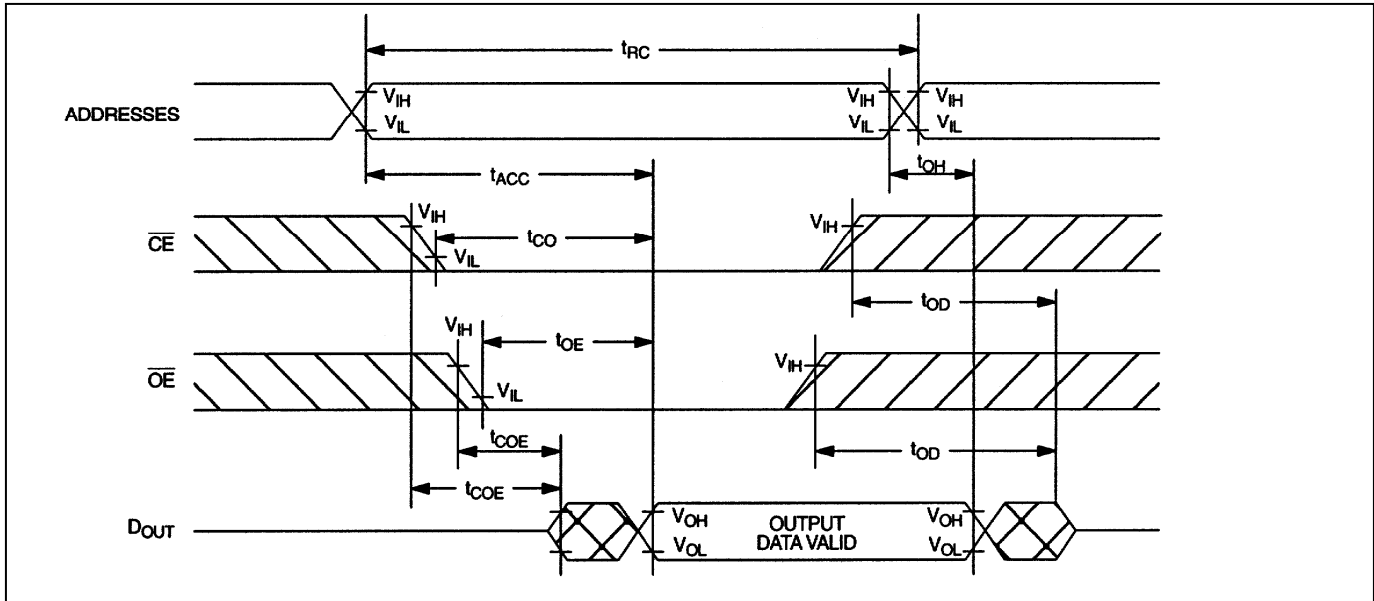 tRC
ADDRESSES
VIH
VIL
VIH
VIL
VIH
VIL
tACC
tOH
CE
VIH
tCO
VIL
VIH
tOD
OE
VIH
tOE
VIL
VIH
tCOE
tOD
tCOE
DOUT
VOH
VOL
OUTPUT
DATA VALID
VOH
VOL